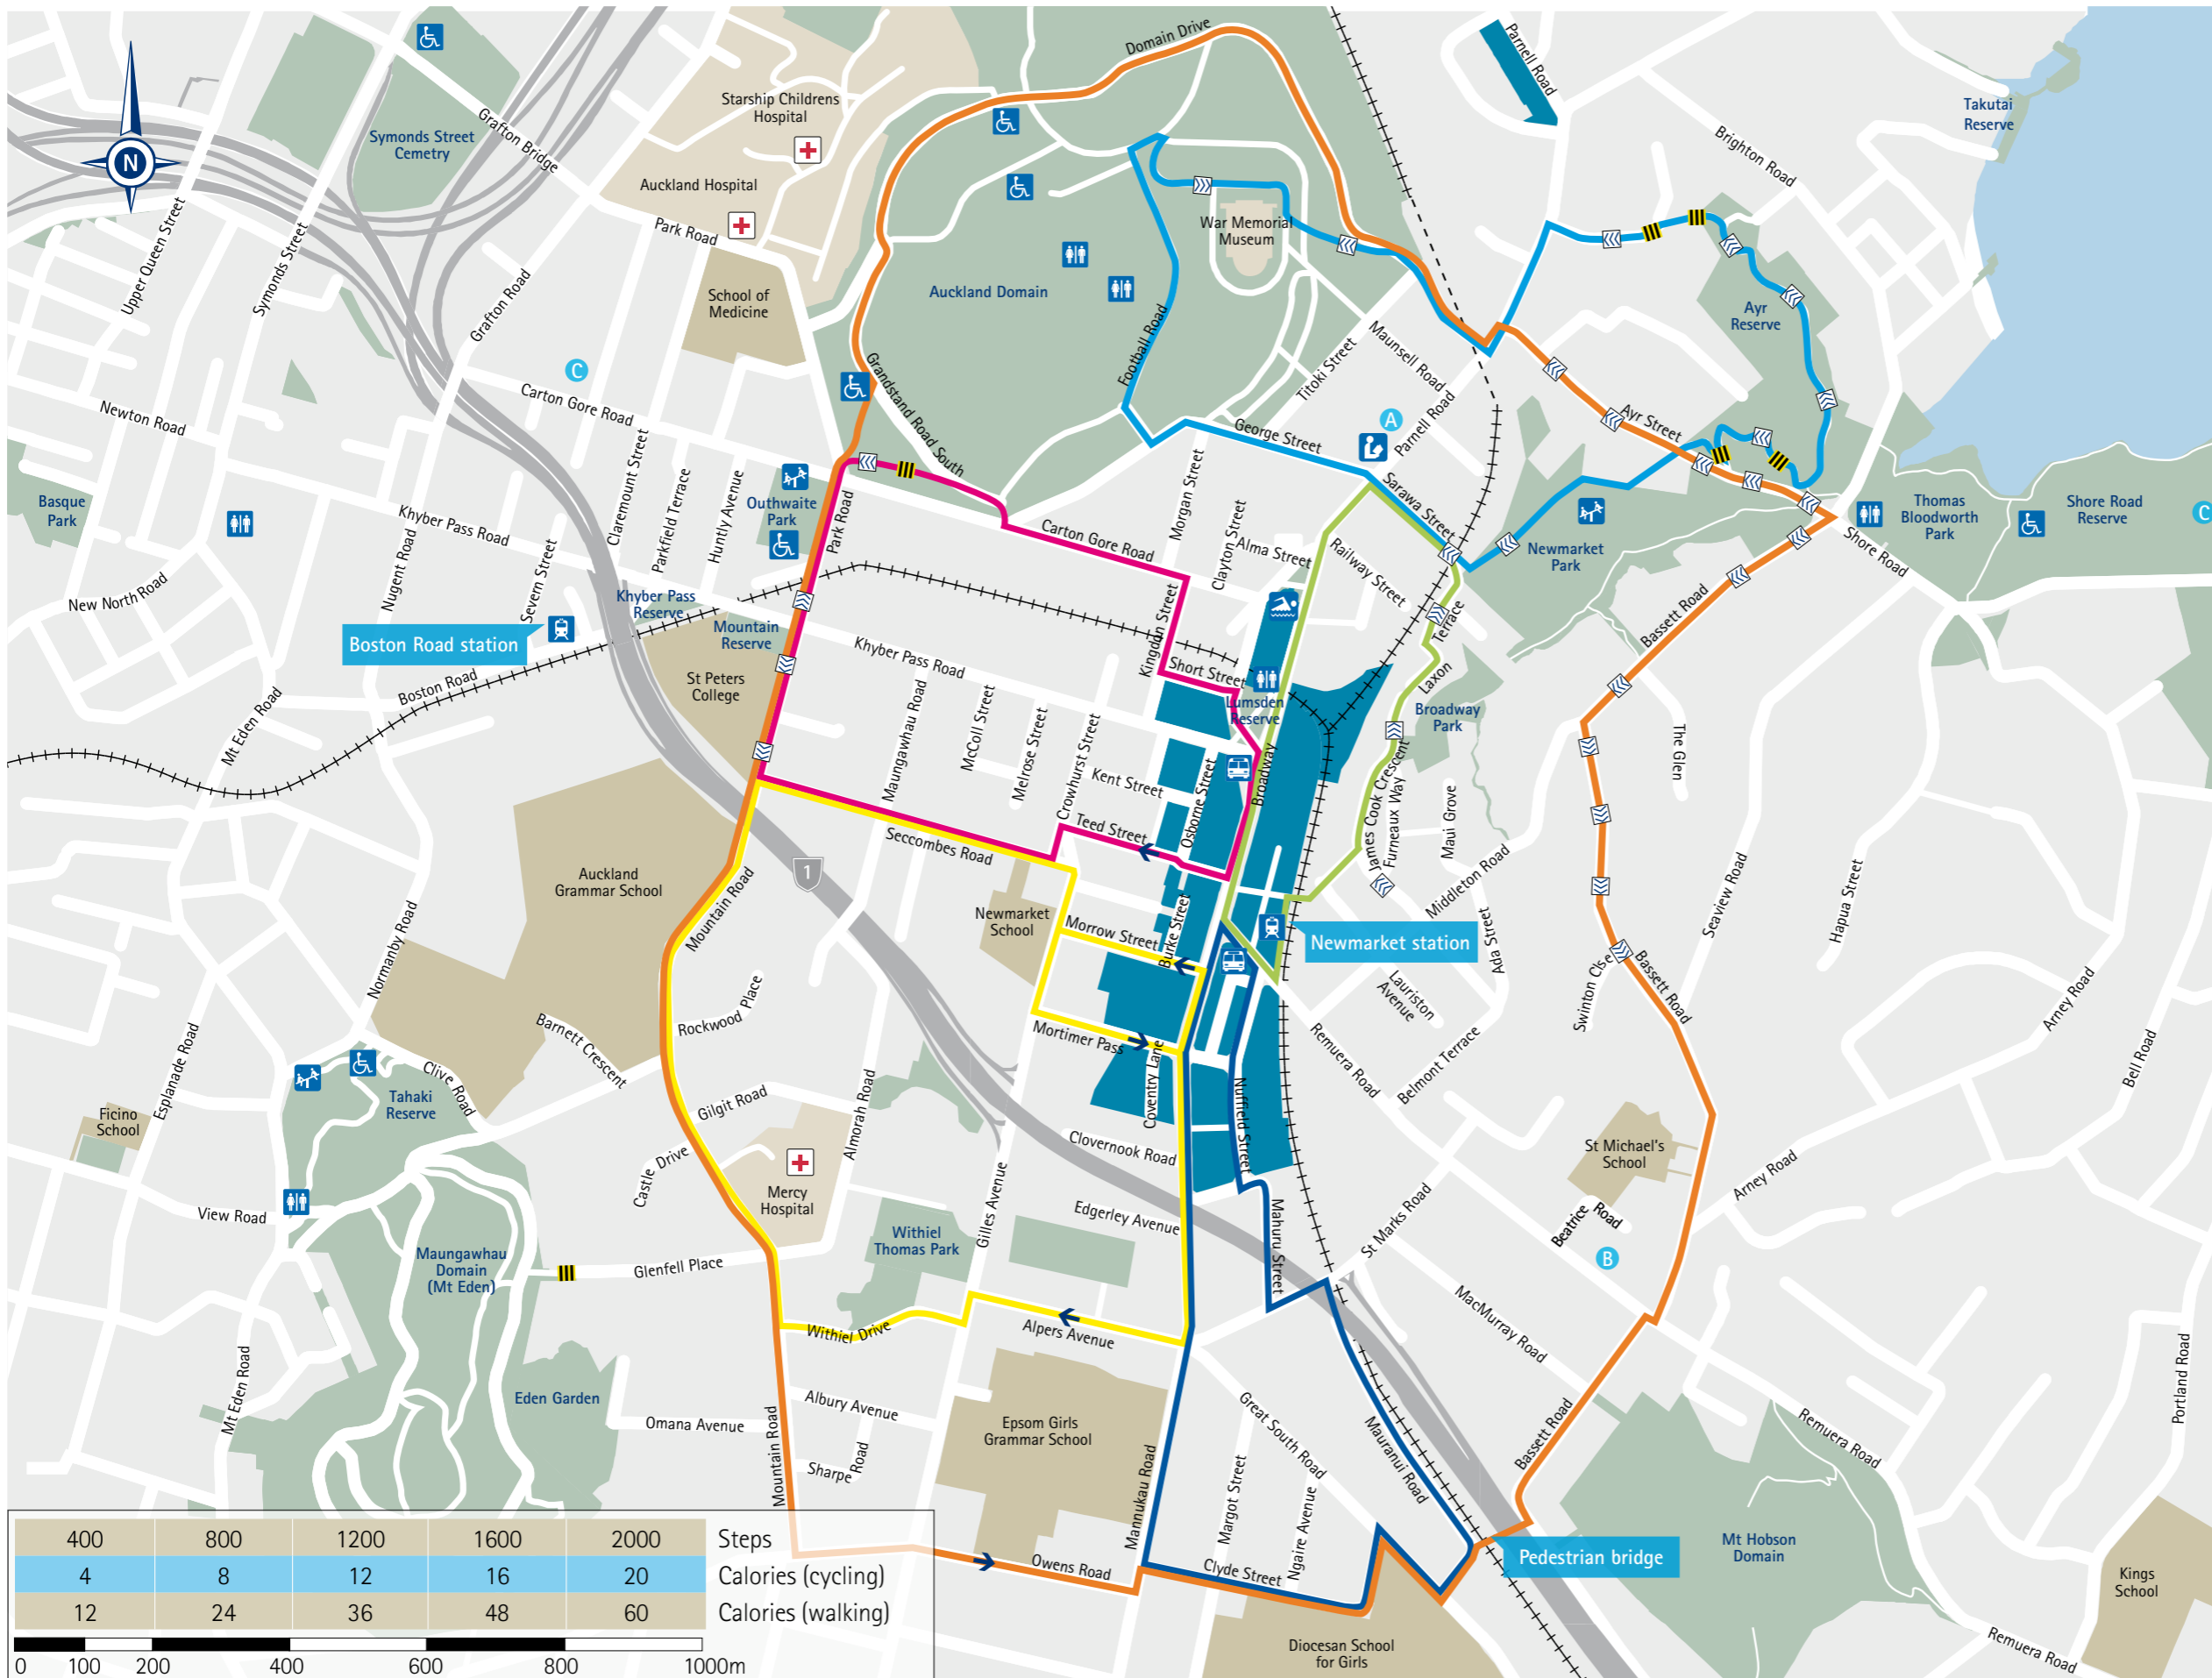 Domain Drive
Parnell Road
Takutai
Reserve
Brighton Road
Starship Childrens
Hospital
Symonds Street
Cemetry
Grafton Bridge
N
Auckland Hospital
Park Road
War Memorial
Museum
Upper Queen Street
Symonds Street
Grafton Road
School of
Medicine
Auckland Domain
Ayr
Reserve
Football Road
Titoki Street
Maunsell Road
Grandstand Road South
C
Carton Gore Road
Newton Road
A
Parnell Road
Ayr Street
George Street
Claremount Street
Parkfield Terrace
Huntly Avenue
Outhwaite
Park
Park Road
Morgan Street
Sarawa Street
Basque
Park
Khyber Pass Road
Carton Gore Road
Clayton Street
Alma Street
Railway Street
Newmarket
Park
Thomas
Bloodworth
Park
Shore Road
Reserve
C
Shore Road
Nugent Road
Severn Street
New North Road
Khyber Pass
Reserve
Mountain
Reserve
Boston Road station
Khyber Pass Road
Kingdon Street
Short Street
Terrace
Laxon
Bassett Road
Boston Road
St Peters
College
Lumsden
Reserve
Broadway
Park
Mt Eden Road
Maungawhau Road
McColl Street
Melrose Street
Crowhurst Street
Kent Street
Osborne Street
Broadway
James Cook Crescent
Furneaux Way
Maui Grove
The Glen
Teed Street
Seccombes Road
Auckland
Grammar School
1
Mountain Road
Middleton Road
Seaview Road
Hapua Street
Normanby Road
Newmarket
School
Morrow Street
Burke Street
Newmarket station
Ada Street
Swinton Clse
Bassett Road
Lauriston
Avenue
Arney Road
Rockwood Place
Barnett Crescent
Mortimer Pass
Remuera Road
Belmont Terrace
Bell Road
Esplanade Road
Tahaki
Reserve
Clive Road
Gilgit Road
Almorah Road
Coventry Lane
Nuffield Street
Ficino
School
Castle Drive
Mercy
Hospital
Clovernook Road
St Michael's
School
Arney Road
View Road
Gilles Avenue
Edgerley Avenue
Mahuru Street
St Marks Road
Beatrice Road
B
Withiel
Thomas Park
Maungawhau
Domain
(Mt Eden)
Glenfell Place
MacMurray Road
Withiel Drive
Alpers Avenue
Mt Eden Road
Eden Garden
Omana Avenue
Albury Avenue
Sharpe Road
Mountain Road
Epsom Girls
Grammar School
Mannukau Road
Great South Road
Margot Street
Ngaire Avenue
Mauranui Road
Bassett Road
Remuera Road
Portland Road
Mt Hobson
Domain
Pedestrian bridge
Owens Road
Clyde Street
Kings
School
Diocesan School
for Girls
Remuera Road
400 800 1200 1600 2000 Steps
4 8 12 16 20 Calories (cycling)
12 24 36 48 60 Calories (walking)
0 100 200 400 600 800 1000m